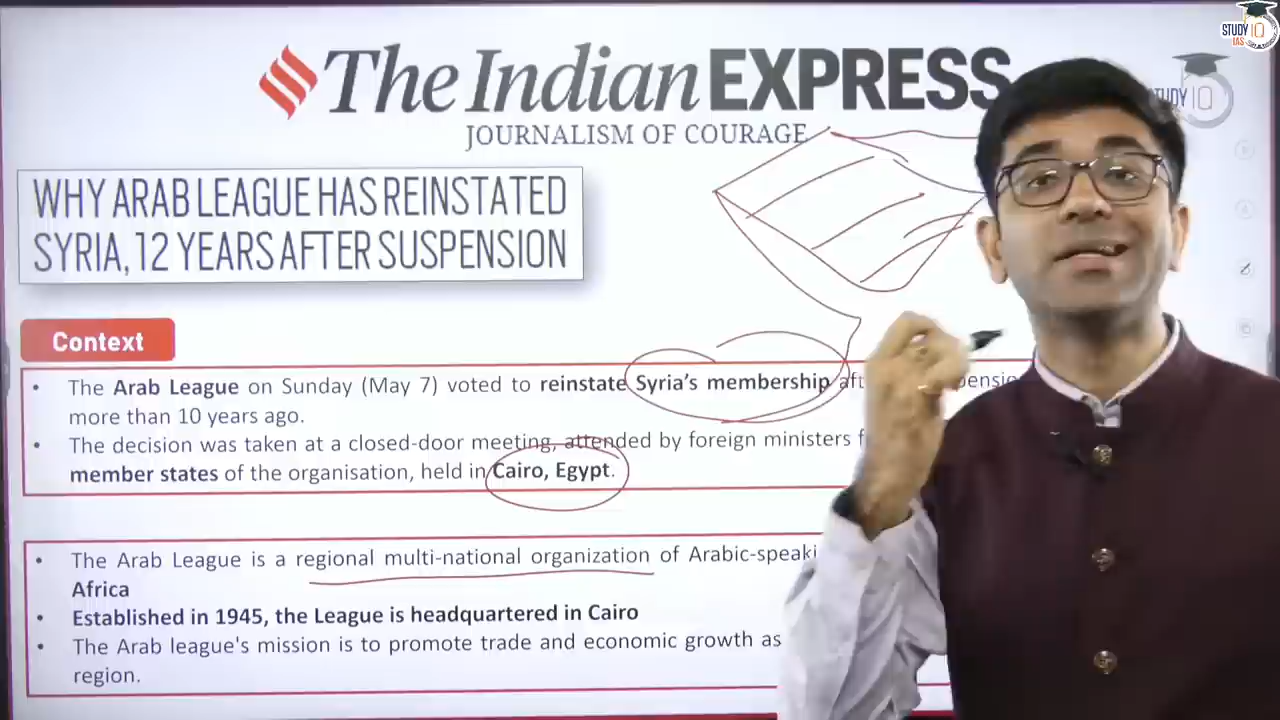 STUDY IQ
IAS
The Indian EXPRESS
JOURNALISM OF COURAGE
STUDY IQ
WHY ARAB LEAGUE HAS REINSTATED
SYRIA, 12 YEARS AFTER SUSPENSION
Context
• The Arab League on Sunday (May 7) voted to reinstate Syria's membership
more than 10 years ago.
• The decision was taken at a closed-door meeting, attended by foreign ministers
member states of the organisation, held in Cairo, Egypt.
• The Arab League is a regional multi-national organization of
Africa
• Established in 1945, the League is headquartered in Cairo
• The Arab league's mission is to promote trade and economic growth as
region.